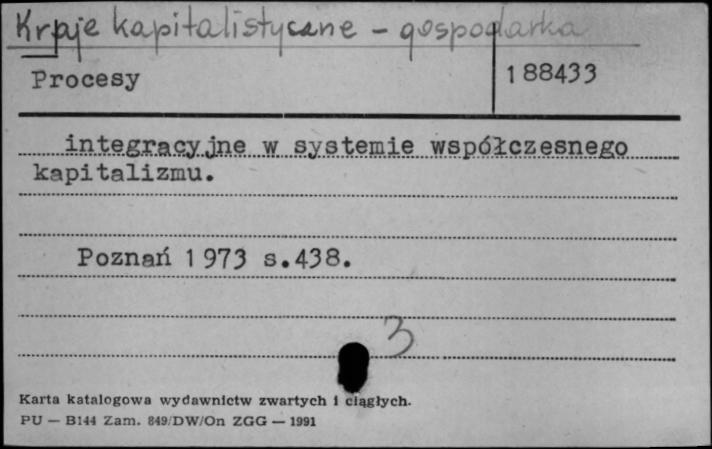 Kraje kapitalistyczne - gospodarka
Procesy
188433
integracyjne w systemie współczesnego
kapitalizmu.
Poznań 1973 s.438.
3
Karta katalogowa wydawnictw zwartych i ciągłych.
PU — B144 Zam. 849/DW/On ZGG — 1991